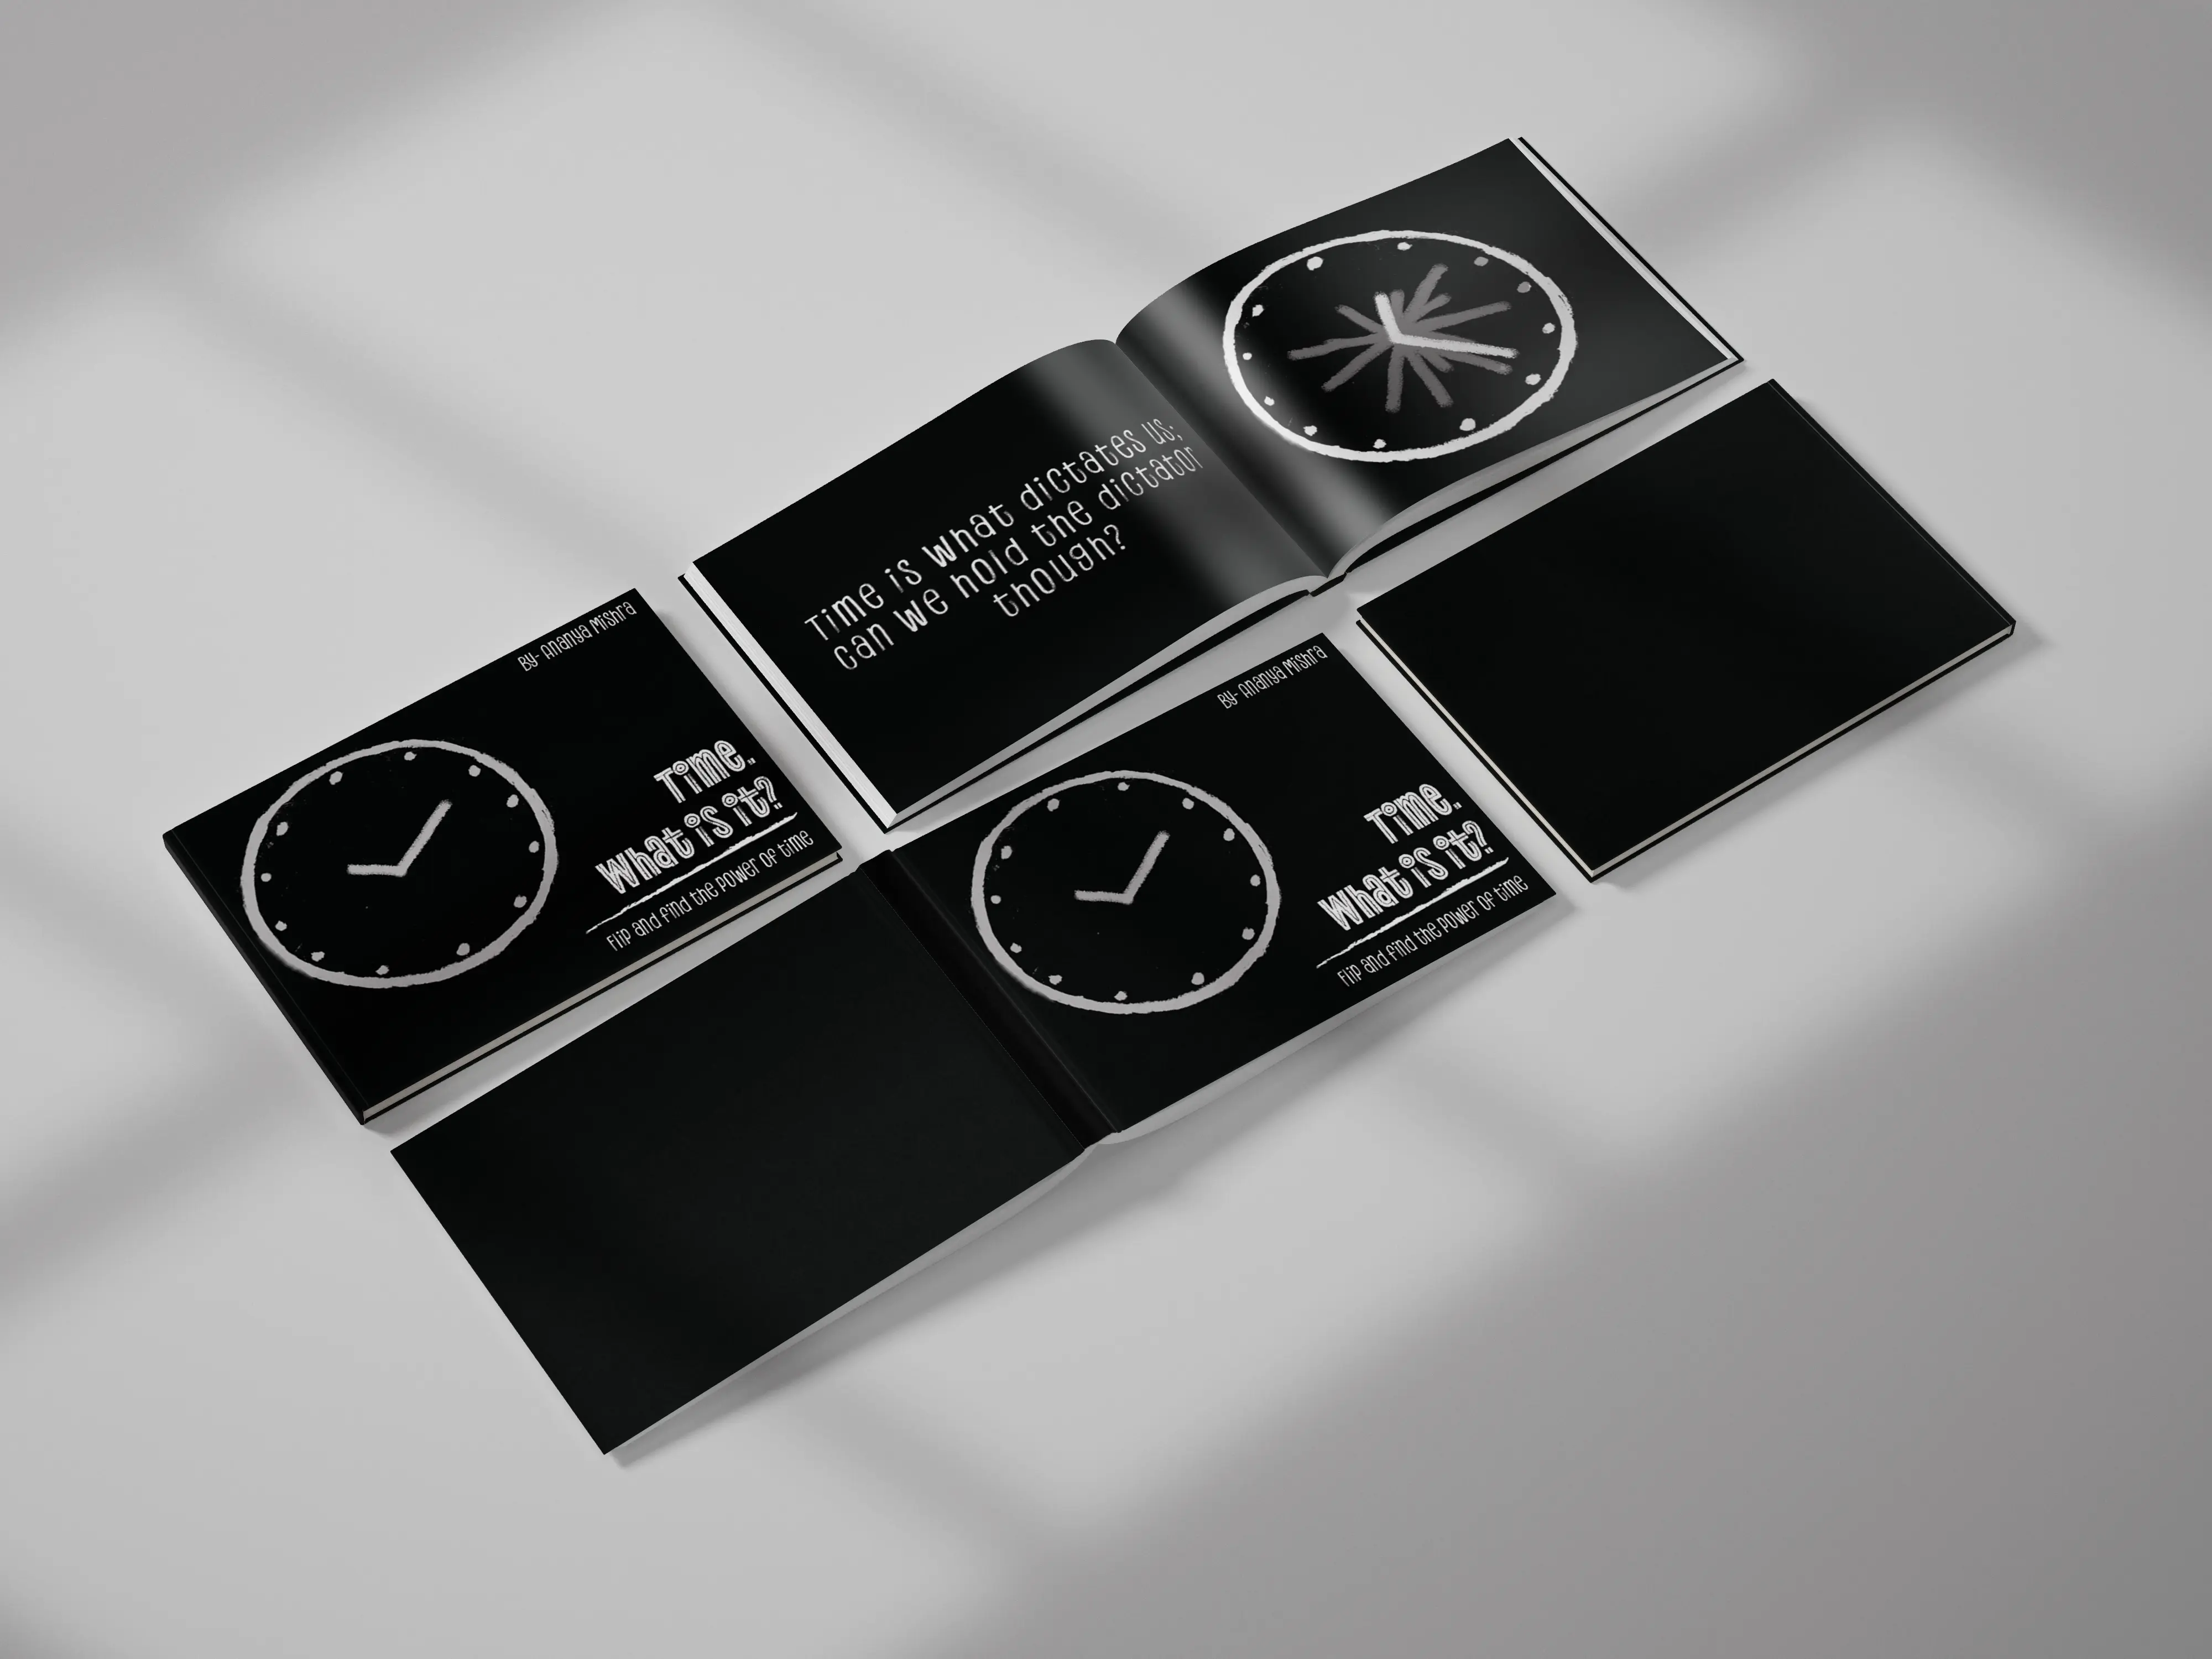 Time is what dictates us;
can we hold the dictator
though?
By- Ananya Mishra
Time.
What is it?
Flip and find the power of time
By- Ananya Mishra
Time.
What is it?
Flip and find the power of time